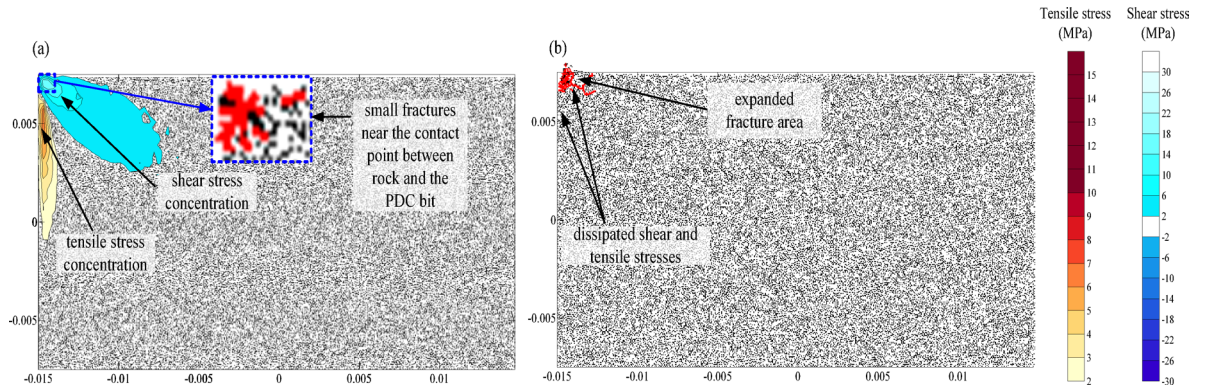 Tensile stress
(MPa)
Shear stress
(MPa)
(a)
(b)
small fractures
near the contact
point between
rock and the
PDC bit
shear stress
concentration
tensile stress
concentration
0.005
0
-0.005
-0.015
-0.01
-0.005
0
0.005
0.01
expanded
fracture area
dissipated shear and
tensile stresses
0.005
0
-0.005
-0.015
-0.01
-0.005
0
0.005
0.01
15
14
13
12
11
10
9
8
7
6
5
4
3
2
30
26
22
18
14
10
6
2
-2
-6
-10
-14
-18
-22
-26
-30